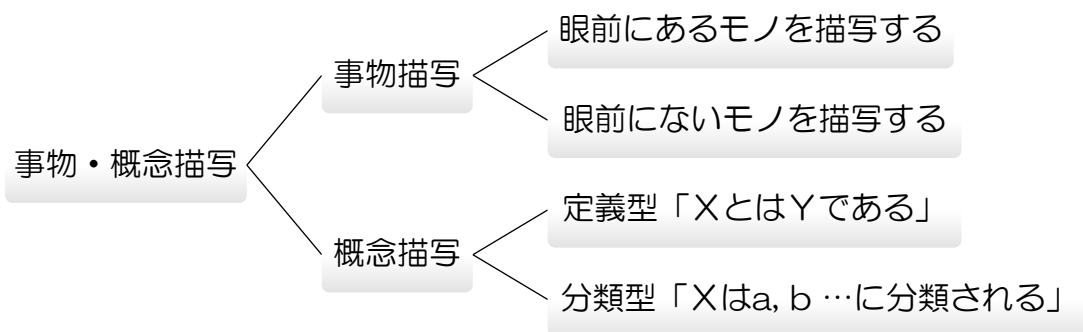 事物・概念描写
事物描写
眼前にあるモノを描写する
眼前にないモノを描写する
概念描写
定義型「XとはYである」
分類型「Xはa, b …に分類される」